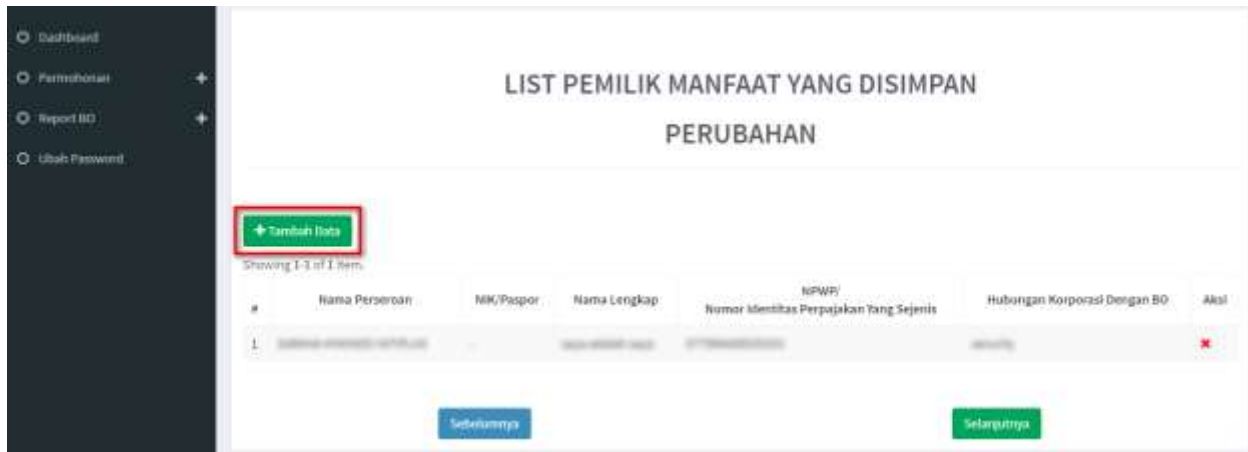 Dashboard
Permohonan
Report BO
Ubah Password
LIST PEMILIK MANFAAT YANG DISIMPAN
PERUBAHAN
+Tambah Data
Showing 1-1 of 1 item.
# Nama Perseroan NIK/Paspor Nama Lengkap NPWP/ Nomor Identitas Perpajakan Yang Sejenis Hubungan Korporasi Dengan BO Aksi
1
Sebelumnya Selanjutnya